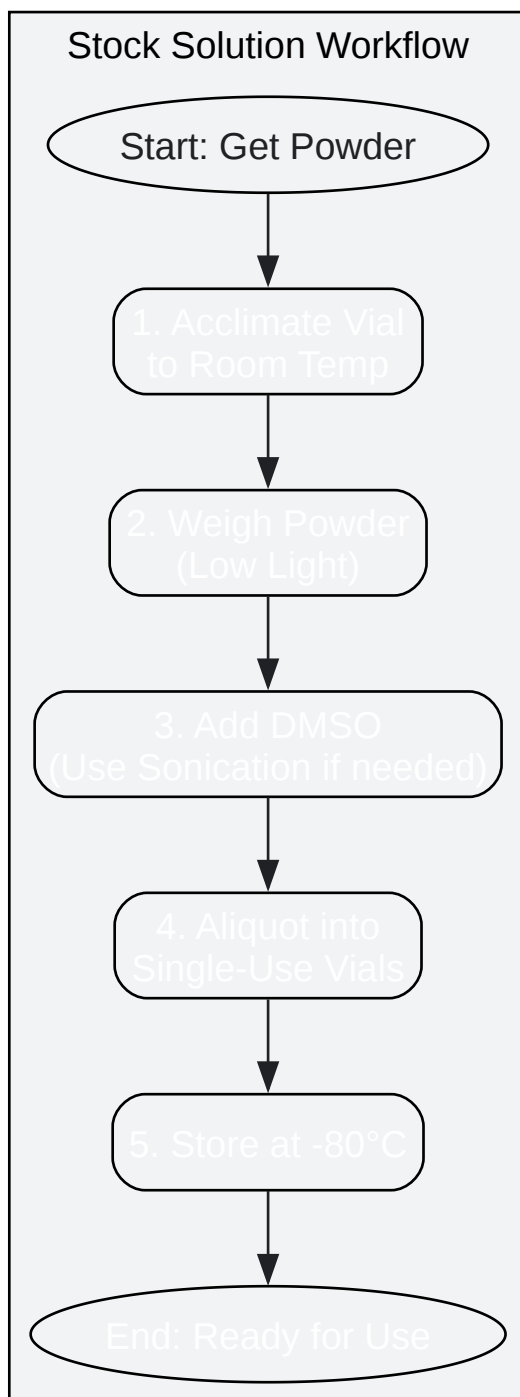 Stock Solution Workflow
Start: Get Powder
1. Acclimate Vial
to Room Temp
2. Weigh Powder
(Low Light)
3. Add DMSO
(Use Sonication if needed)
4. Aliquot into
Single-Use Vials
5. Store at -80°C
End: Ready for Use